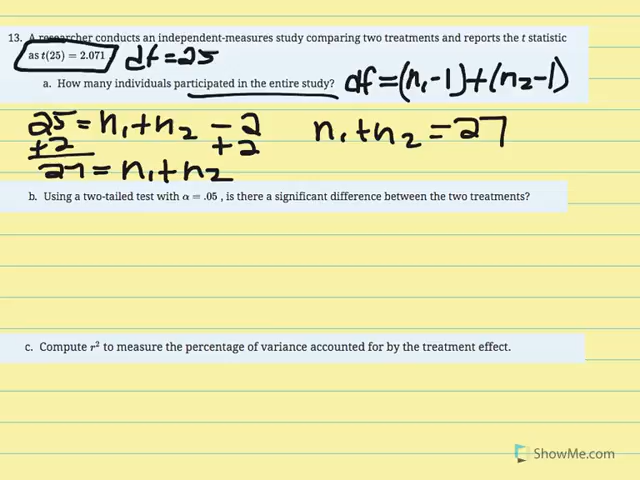 13. A researcher conducts an independent-measures study comparing two treatments and reports the t statistic
as t(25) = 2.071 df=25
a. How many individuals participated in the entire study? df=(n₁-1)+(n₂-1)
25=n₁+n₂-2 n₁+n₂=27
+2 +2
27=n₁+n₂
b. Using a two-tailed test with α = .05, is there a significant difference between the two treatments?
c. Compute r² to measure the percentage of variance accounted for by the treatment effect.
ShowMe.com